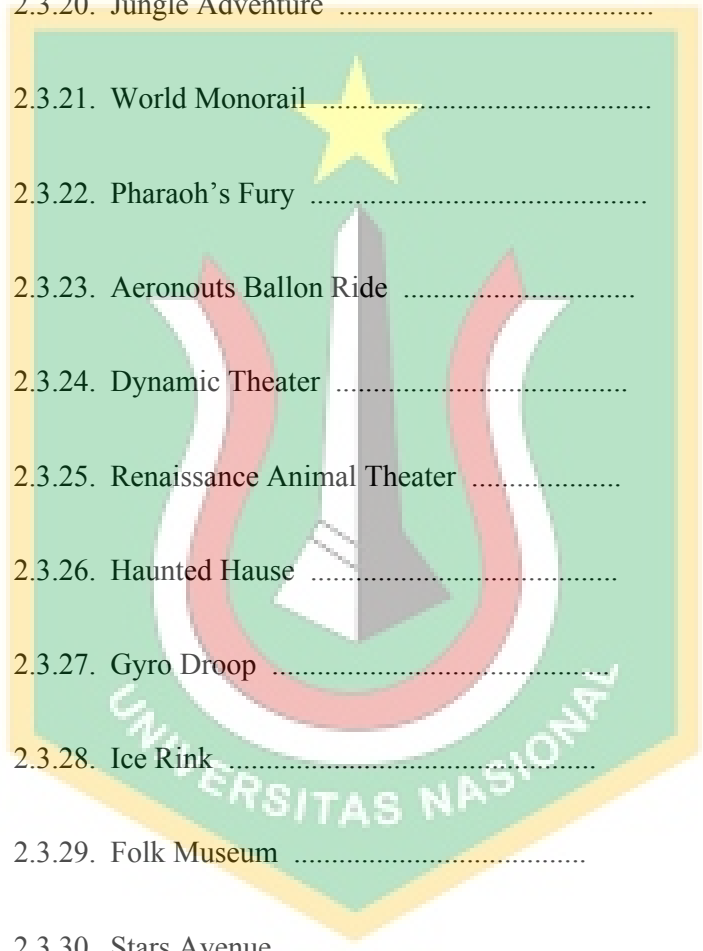 2.3.20. Jungle Adventure ..........................................
2.3.21. World Monorail ............................................
2.3.22. Pharaoh’s Fury .............................................
2.3.23. Aeronouts Ballon Ride ...............................
2.3.24. Dynamic Theater .......................................
2.3.25. Renaissance Animal Theater ....................
2.3.26. Haunted Hause .........................................
2.3.27. Gyro Droop .............................................
2.3.28. Ice Rink .................................................
2.3.29. Folk Museum .......................................
2.3.30. Stars Avenue
UNIVERSITAS NASIONAL